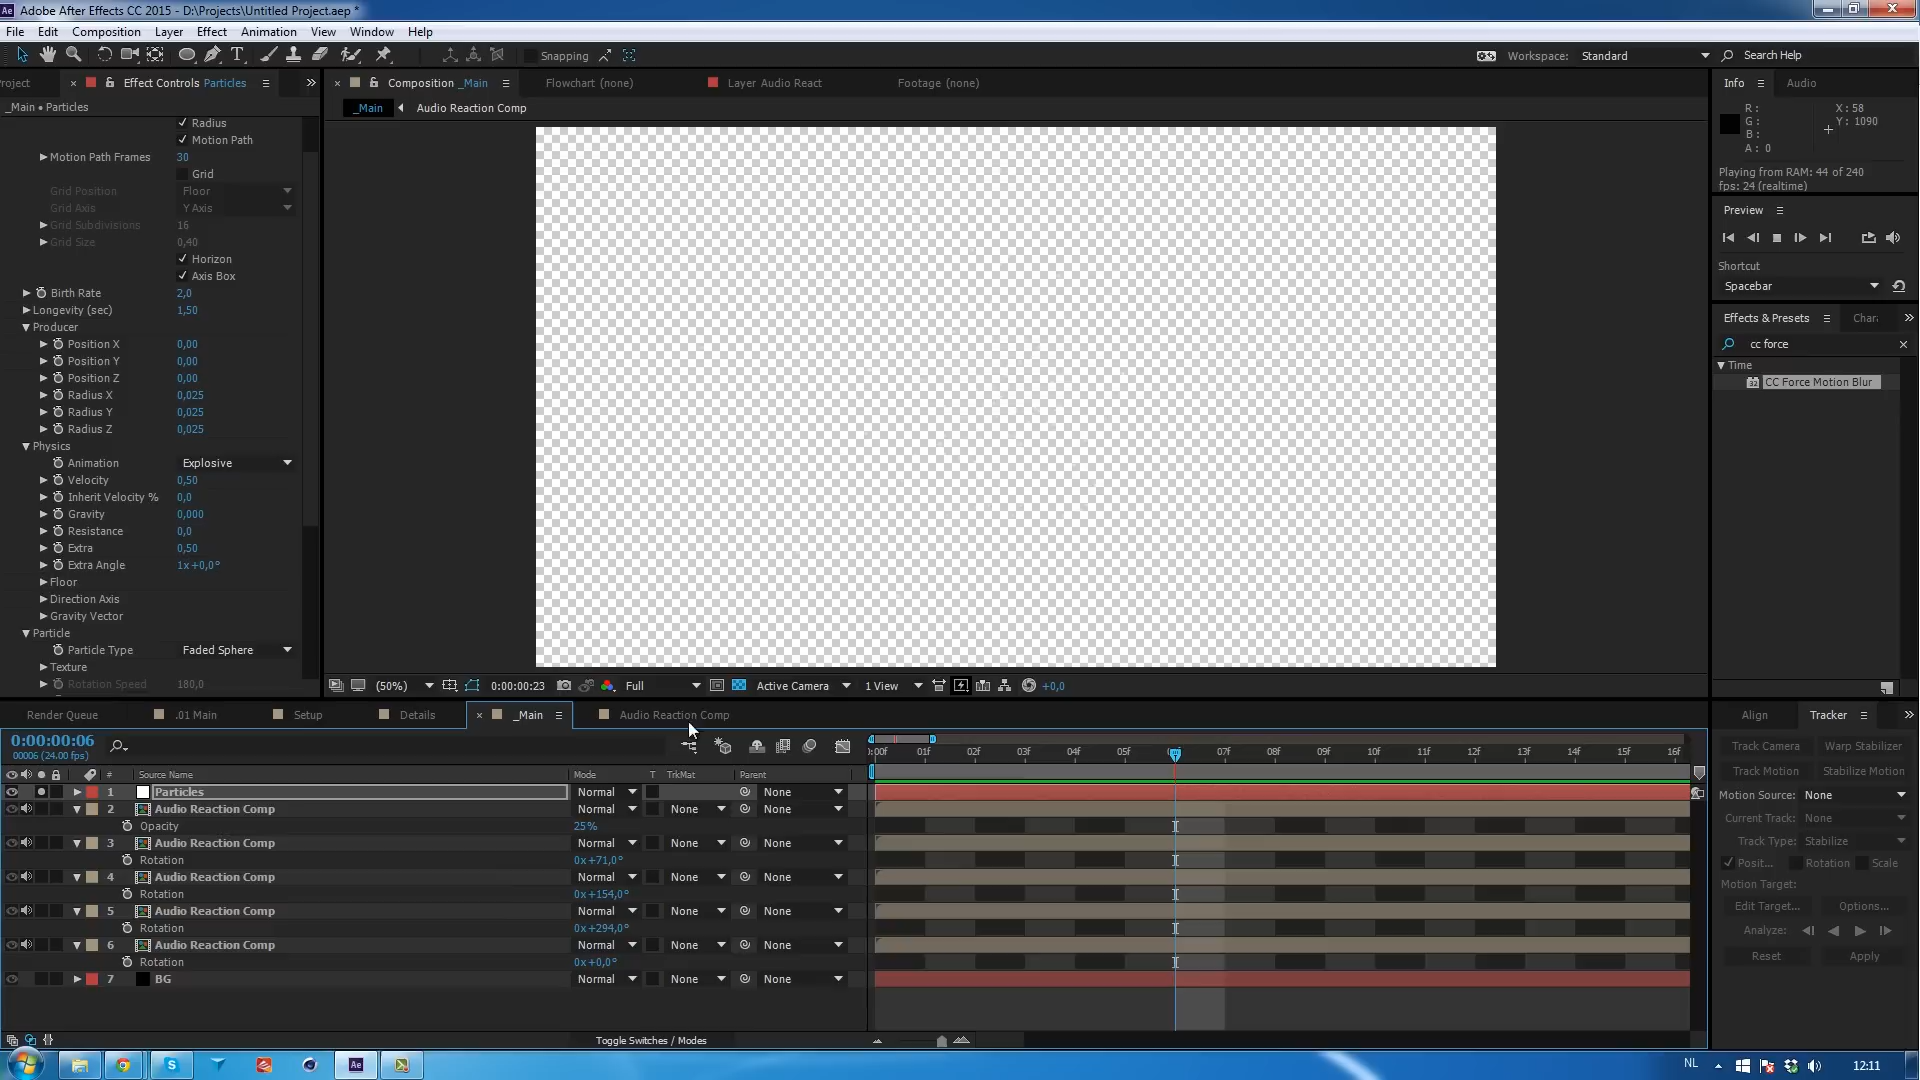 Adobe After Effects CC 2015 - D:\Projects\Untitled Project.aep *
File Edit Composition Layer Effect Animation View Window Help
Snapping
Workspace: Standard
Search Help
Project
Effect Controls Particles
Composition _Main
Flowchart (none)
Layer Audio React
Footage (none)
Info
Audio
_Main • Particles
_Main
Audio Reaction Comp
R :
G :
B :
A : 0
X : 58
Y : 1090
Playing from RAM: 44 of 240
fps: 24 (realtime)
Radius
Motion Path
Motion Path Frames 30
Grid
Grid Position Floor
Grid Axis Y Axis
Grid Subdivisions 16
Grid Size 0,40
Horizon
Axis Box
Birth Rate 2,0
Longevity (sec) 1,50
Producer
Position X 0,00
Position Y 0,00
Position Z 0,00
Radius X 0,025
Radius Y 0,025
Radius Z 0,025
Physics
Animation Explosive
Velocity 0,50
Inherit Velocity % 0,0
Gravity 0,000
Resistance 0,0
Extra 0,50
Extra Angle 1x+0,0°
Floor
Direction Axis
Gravity Vector
Particle
Particle Type Faded Sphere
Texture
Rotation Speed 180,0
Preview
Shortcut
Spacebar
Effects & Presets
Char
cc force
Time
CC Force Motion Blur
(50%) 0:00:00:23 Full Active Camera 1 View +0,0
Render Queue
.01 Main
Setup
Details
_Main
Audio Reaction Comp
Align
Tracker
0:00:00:06
00006 (24.00 fps)
:00f 01f 02f 03f 04f 05f 07f 08f 09f 10f 11f 12f 13f 14f 15f 16f
# Source Name Mode T TrkMat Parent
1 Particles Normal None
2 Audio Reaction Comp Normal None None
Opacity 25%
3 Audio Reaction Comp Normal None None
Rotation 0x+71,0°
4 Audio Reaction Comp Normal None None
Rotation 0x+154,0°
5 Audio Reaction Comp Normal None None
Rotation 0x+294,0°
6 Audio Reaction Comp Normal None None
Rotation 0x+0,0°
7 BG Normal None None
Toggle Switches / Modes
Track Camera Warp Stabilizer
Track Motion Stabilize Motion
Motion Source: None
Current Track: None
Track Type: Stabilize
Posit... Rotation Scale
Motion Target:
Edit Target... Options...
Analyze:
Reset Apply
NL 12:11